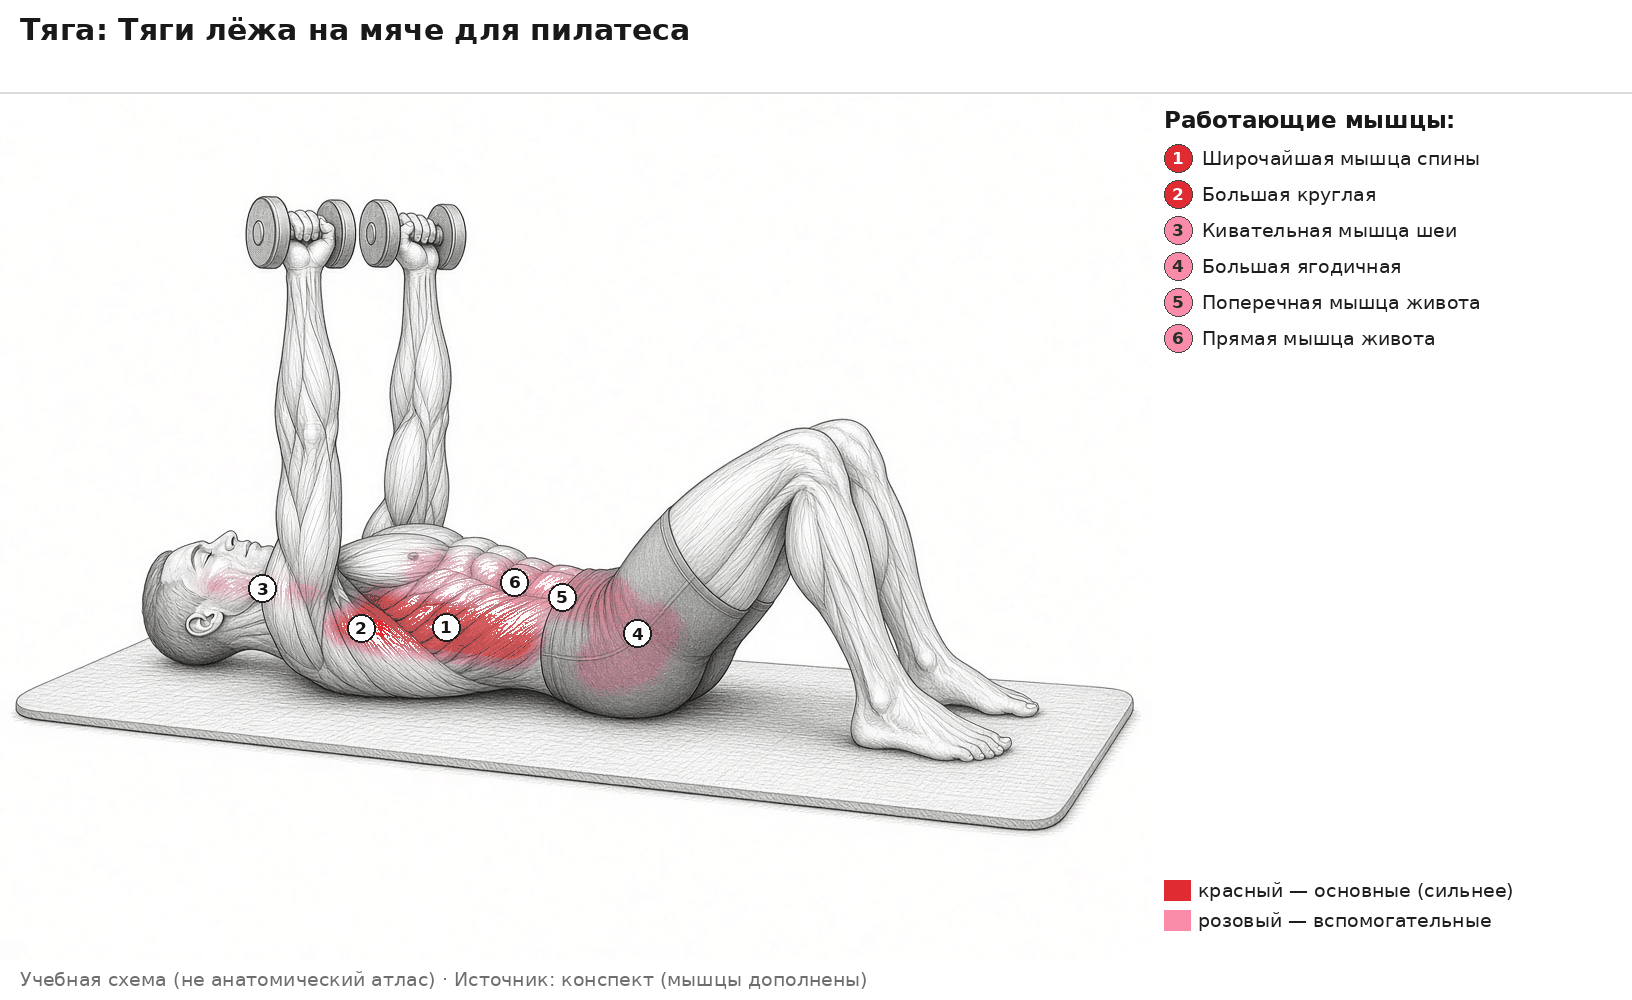 Тяга: Тяги лёжа на мяче для пилатеса
Работающие мышцы:
1 Широчайшая мышца спины
2 Большая круглая
3 Кивательная мышца шеи
4 Большая ягодичная
5 Поперечная мышца живота
6 Прямая мышца живота
3
2
1
6
5
4
красный — основные (сильнее)
розовый — вспомогательные
Учебная схема (не анатомический атлас) · Источник: конспект (мышцы дополнены)